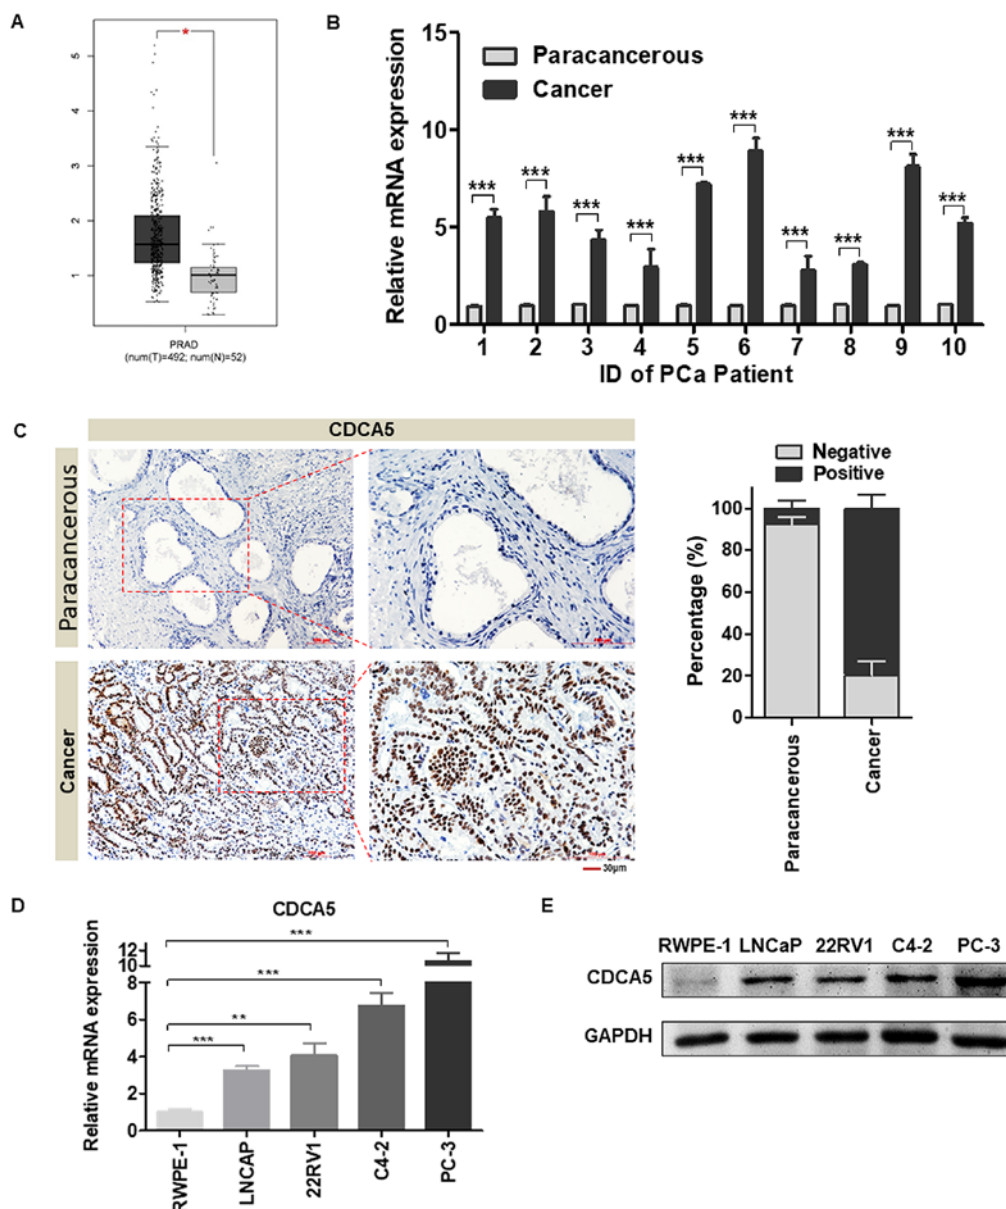 A
*
5
4
3
2
1
PRAD
(num(T)=492; num(N)=52)
B
Relative mRNA expression
15
10
5
0
Paracancerous
Cancer
*** *** *** *** *** *** *** *** *** ***
1 2 3 4 5 6 7 8 9 10
ID of PCa Patient
C
CDCA5
Paracancerous
Cancer
30μm
Negative
Positive
Percentage (%)
100
80
60
40
20
0
Paracancerous
Cancer
D
CDCA5
Relative mRNA expression
12
10
8
6
4
2
0
***
***
**
***
RWPE-1
LNCAP
22RV1
C4-2
PC-3
E
RWPE-1 LNCaP 22RV1 C4-2 PC-3
CDCA5
GAPDH